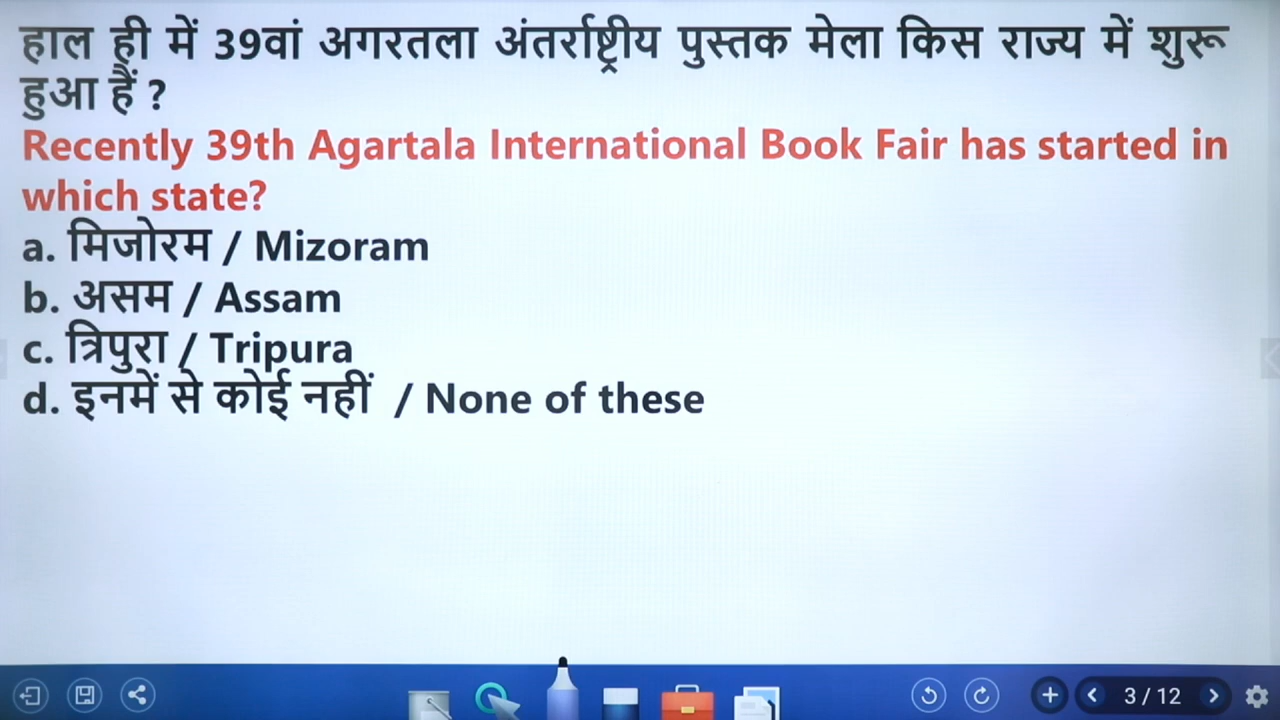 हाल ही में 39वां अगरतला अंतर्राष्ट्रीय पुस्तक मेला किस राज्य में शुरू
हुआ हैं ?
Recently 39th Agartala International Book Fair has started in
which state?
a. मिजोरम / Mizoram
b. असम / Assam
c. त्रिपुरा / Tripura
d. इनमें से कोई नहीं / None of these
3 / 12